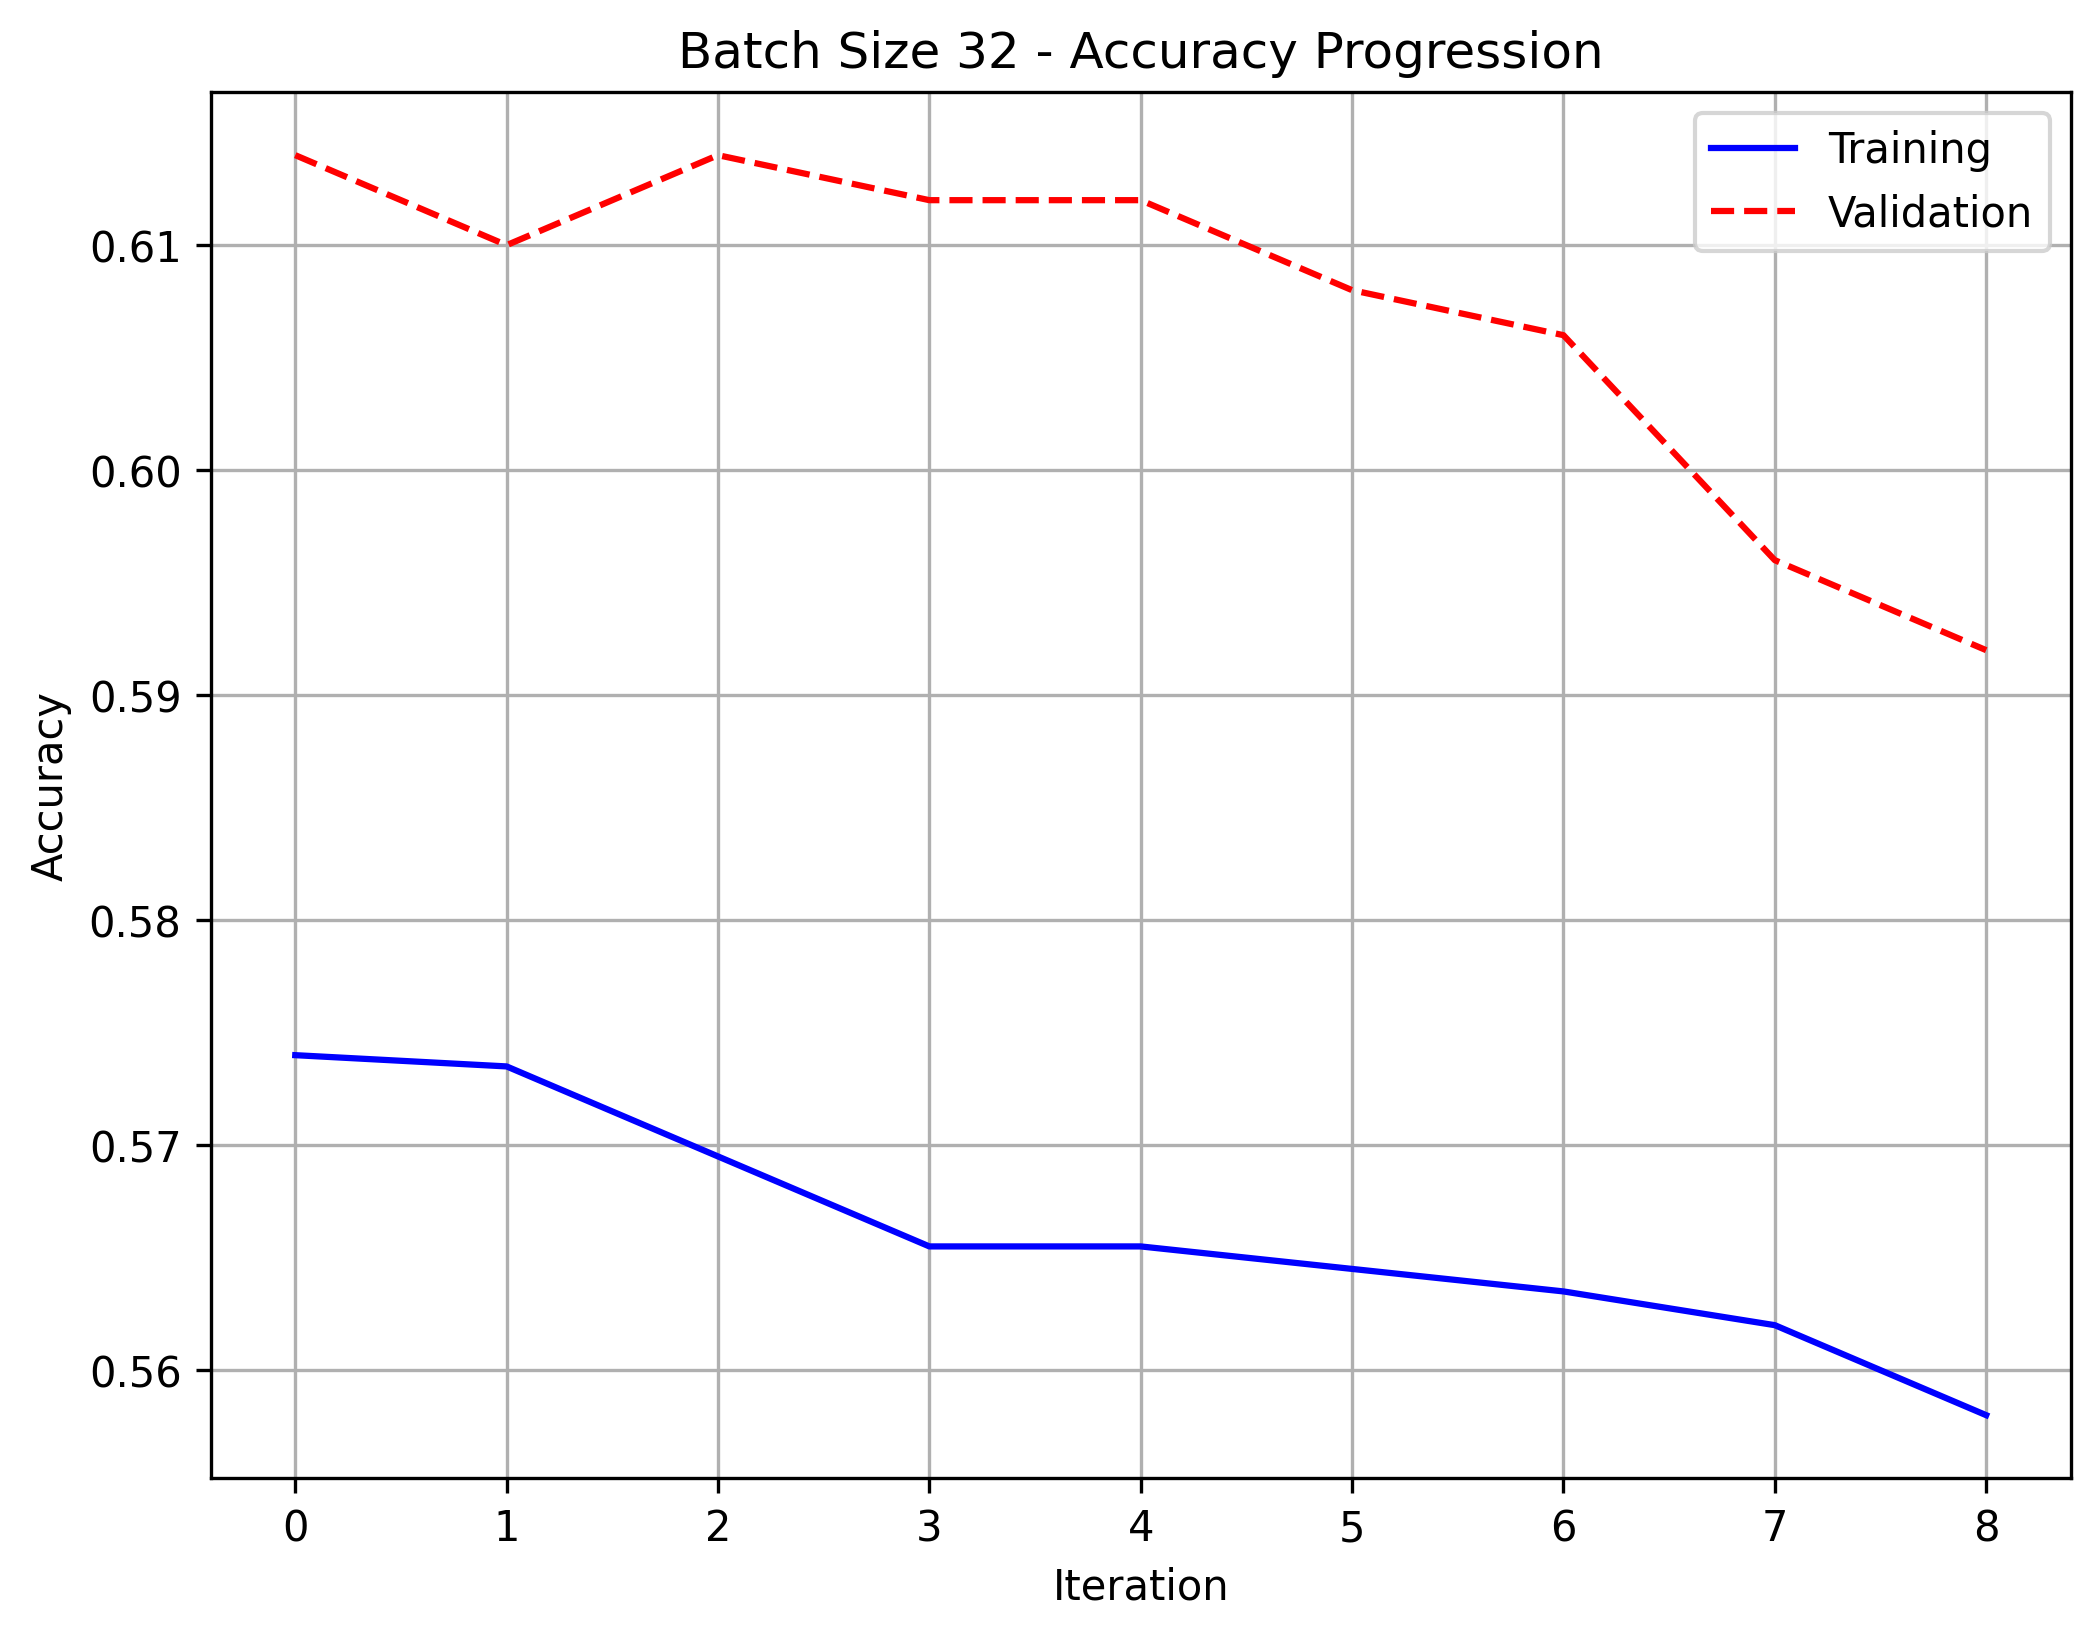 Batch Size 32 - Accuracy Progression
Training
Validation
0.61
0.60
0.59
0.58
0.57
0.56
Accuracy
0 1 2 3 4 5 6 7 8
Iteration